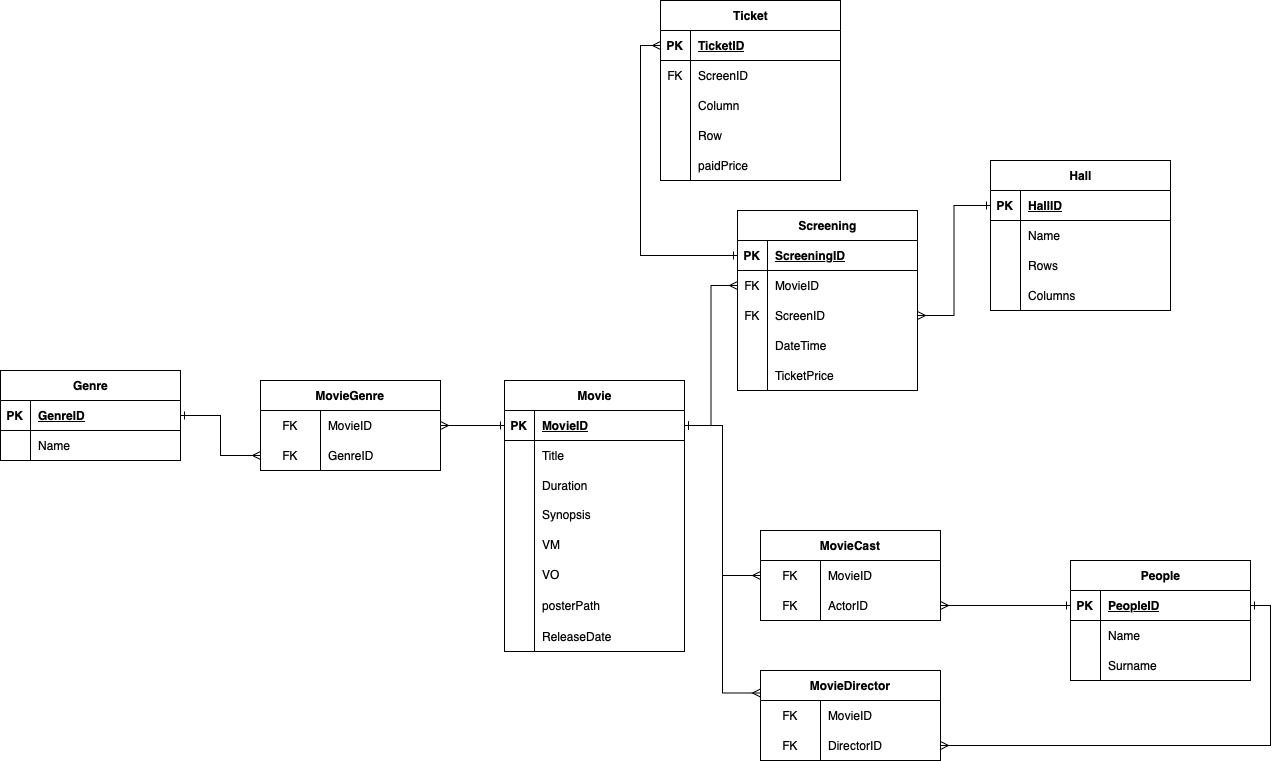 Ticket
PK TicketID
FK ScreenID
Column
Row
paidPrice
Hall
PK HallID
Name
Rows
Columns
Screening
PK ScreeningID
FK MovieID
FK ScreenID
DateTime
TicketPrice
Genre
PK GenreID
Name
MovieGenre
FK MovieID
FK GenreID
Movie
PK MovieID
Title
Duration
Synopsis
VM
VO
posterPath
ReleaseDate
MovieCast
FK MovieID
FK ActorID
People
PK PeopleID
Name
Surname
MovieDirector
FK MovieID
FK DirectorID